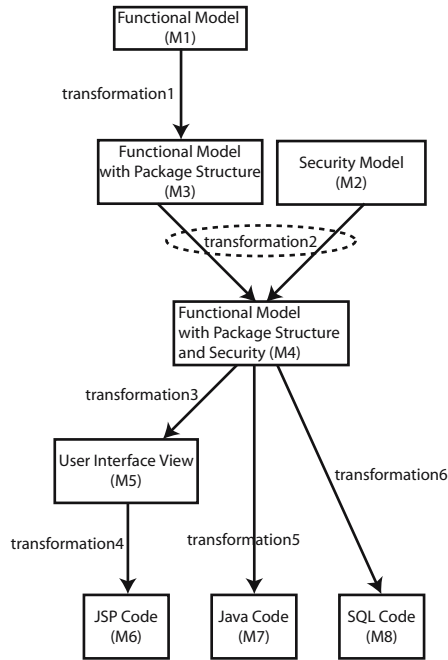 Functional Model
(M1)
transformation1
Functional Model
with Package Structure
(M3)
Security Model
(M2)
transformation2
Functional Model
with Package Structure
and Security (M4)
transformation3
User Interface View
(M5)
transformation6
transformation4
transformation5
JSP Code
(M6)
Java Code
(M7)
SQL Code
(M8)